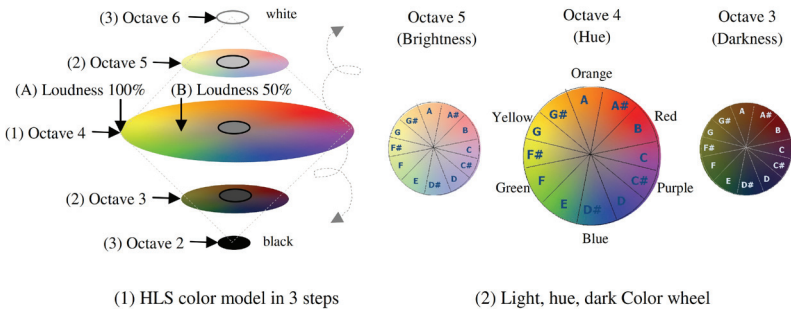 (3) Octave 6
white
(2) Octave 5
(A) Loudness 100%
(B) Loudness 50%
(1) Octave 4
(2) Octave 3
(3) Octave 2
black
(1) HLS color model in 3 steps
Octave 5
(Brightness)
A
A#
B
C
C#
D
D#
E
F
F#
G
G#
Octave 4
(Hue)
Orange
Red
Purple
Blue
Green
Yellow
A
A#
B
C
C#
D
D#
E
F
F#
G
G#
Octave 3
(Darkness)
A
A#
B
C
C#
D
D#
E
F
F#
G
G#
(2) Light, hue, dark Color wheel